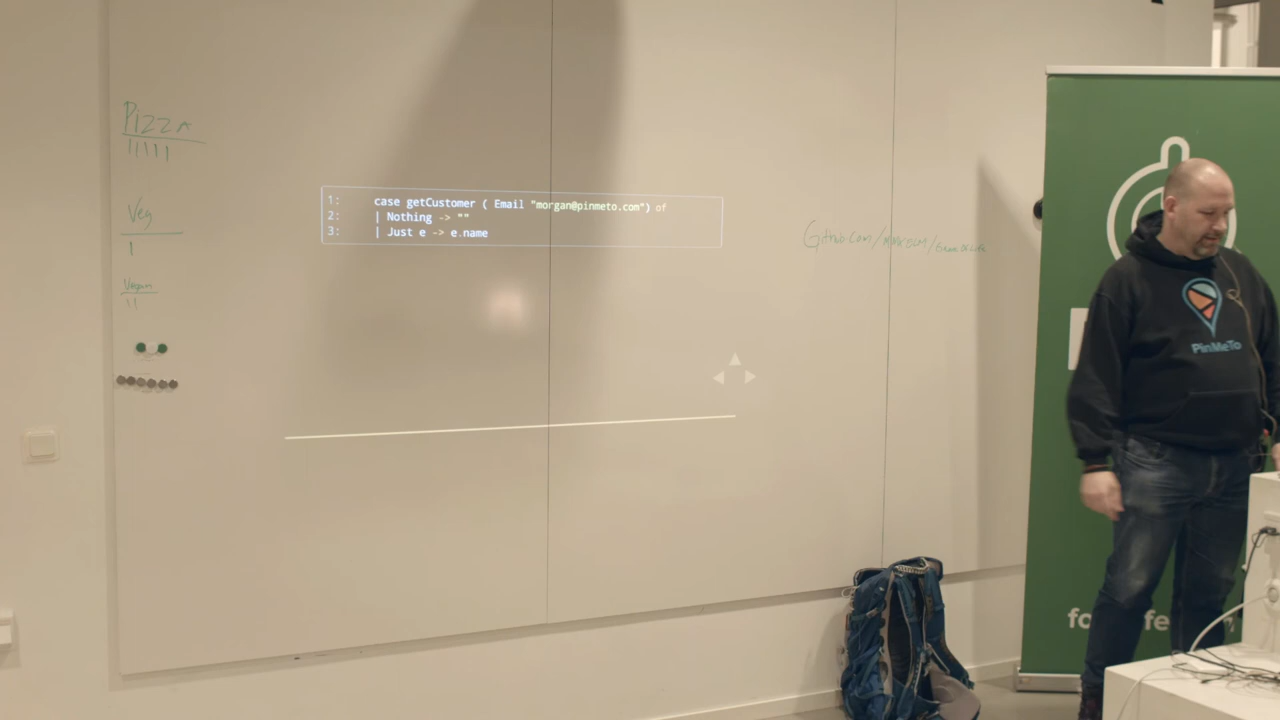 Pizza
Veg
Vegan
1: case getCustomer ( Email "morgan@pinmeto.com") of
2: | Nothing -> ""
3: | Just e -> e.name
PinMeTo